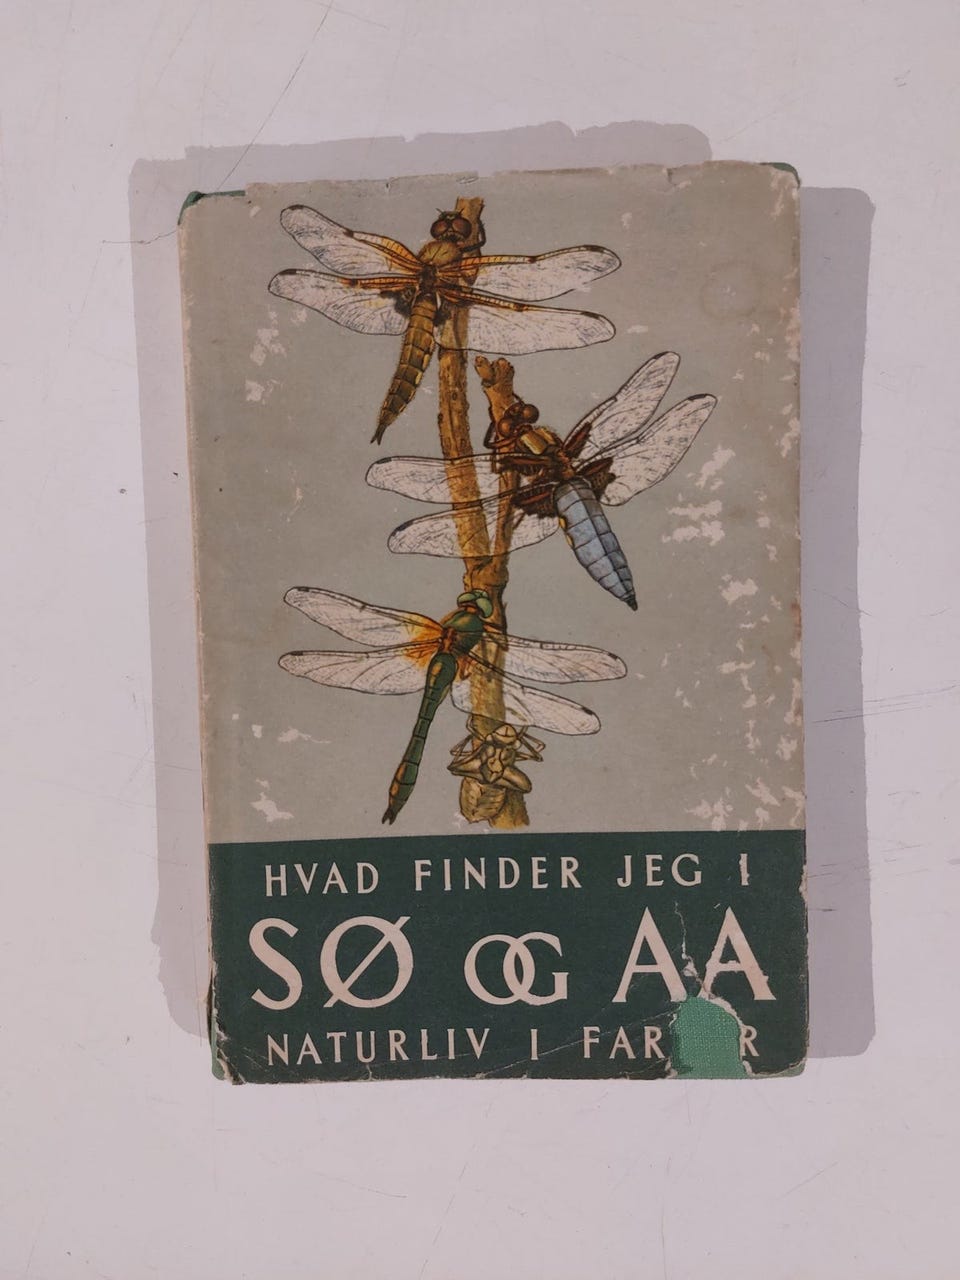 HVAD FINDER JEG I
SØ OG AA
NATURLIV I